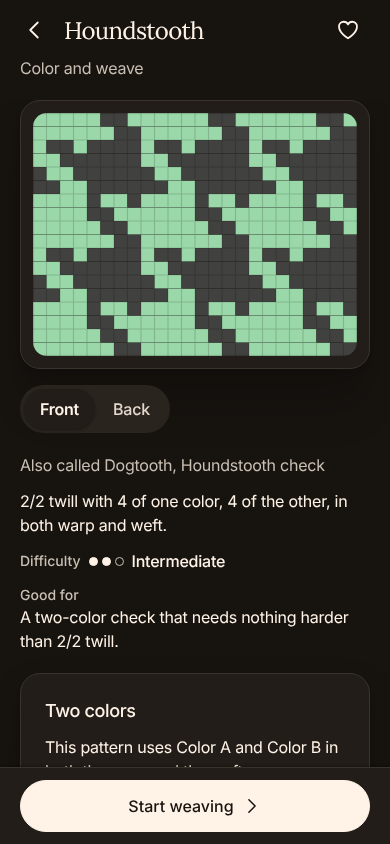 Houndstooth
Color and weave
Front
Back
Also called Dogtooth, Houndstooth check
2/2 twill with 4 of one color, 4 of the other, in
both warp and weft.
Difficulty Intermediate
Good for
A two-color check that needs nothing harder
than 2/2 twill.
Two colors
This pattern uses Color A and Color B in
Start weaving